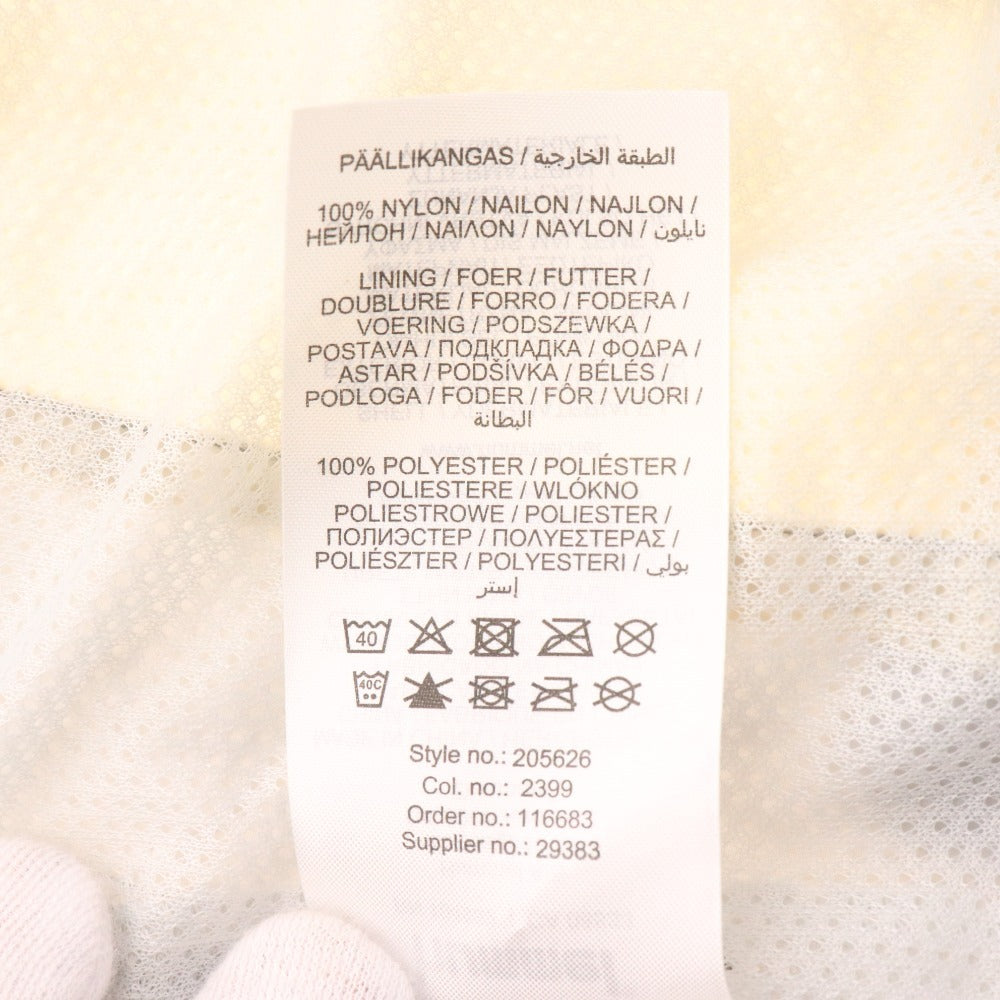 PÄÄLLIKANGAS / الطبقة الخارجية
100% NYLON / NAILON / NAJLON /
НЕЙЛОН / ΝΑΙΛΟΝ / NAYLON / نايلون
LINING / FOER / FUTTER /
DOUBLURE / FORRO / FODERA /
VOERING / PODSZEWKA /
POSTAVA / ПОДКЛАДКА / ΦΟΔΡΑ /
ASTAR / PODŠÍVKA / BÉLÉS /
PODLOGA / FODER / FÔR / VUORI /
البطانة
100% POLYESTER / POLIÉSTER /
POLIESTERE / WLÓKNO
POLIESTROWE / POLIESTER /
ПОЛИЭСТЕР / ΠΟΛΥΕΣΤΕΡΑΣ /
POLIÉSZTER / POLYESTERI / بولي
إستر
40
40C
Style no.: 205626
Col. no.: 2399
Order no.: 116683
Supplier no.: 29383